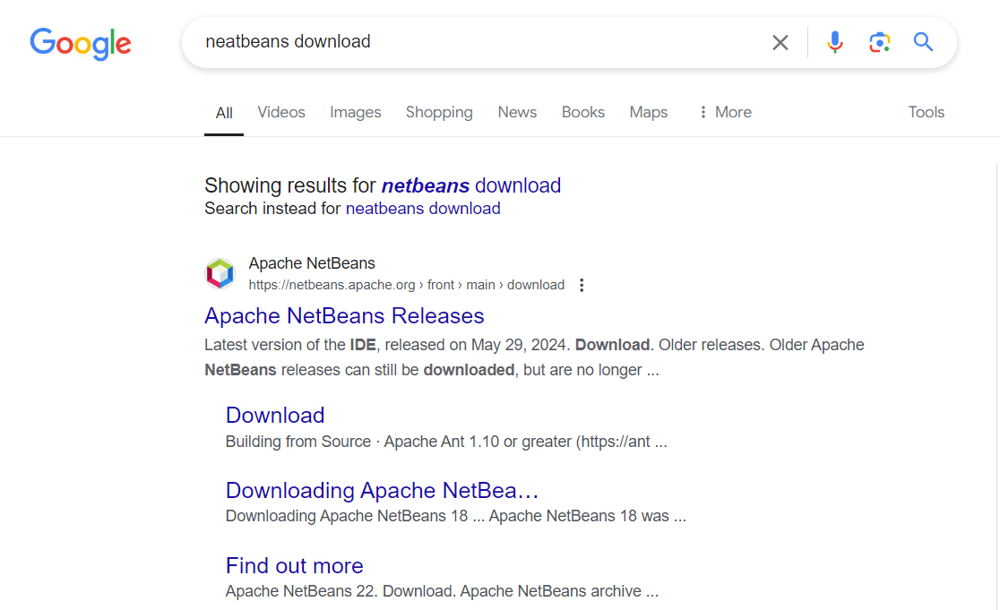 Google
neatbeans download
All Videos Images Shopping News Books Maps More Tools
Showing results for netbeans download
Search instead for neatbeans download
Apache NetBeans
https://netbeans.apache.org › front › main › download
Apache NetBeans Releases
Latest version of the IDE, released on May 29, 2024. Download. Older releases. Older Apache
NetBeans releases can still be downloaded, but are no longer ...
Download
Building from Source · Apache Ant 1.10 or greater (https://ant ...
Downloading Apache NetBea…
Downloading Apache NetBeans 18 ... Apache NetBeans 18 was ...
Find out more
Apache NetBeans 22. Download. Apache NetBeans archive ...